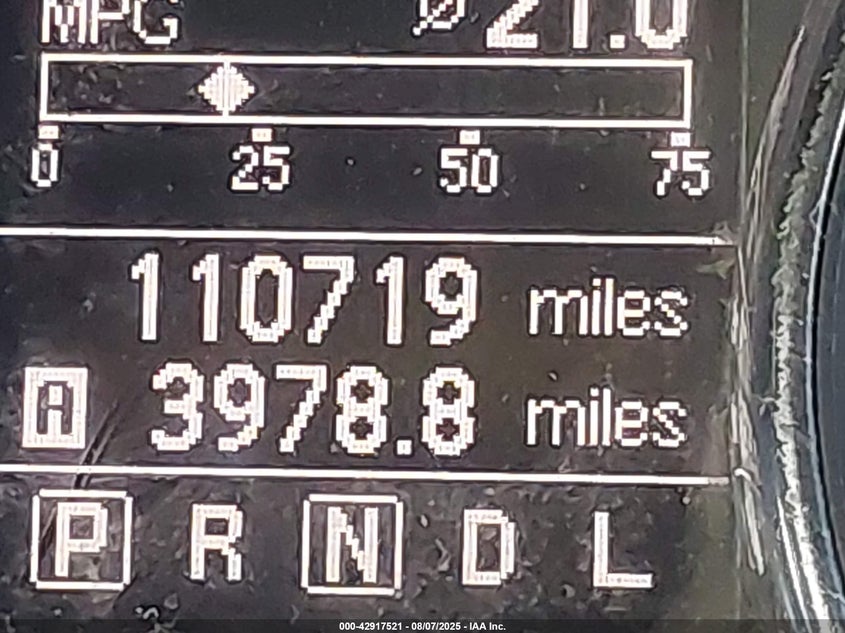 MPG ø21.0
0 25 50 75
110719 miles
A 3978.8 miles
P R N D L
000-42917521 - 08/07/2025 - IAA Inc.